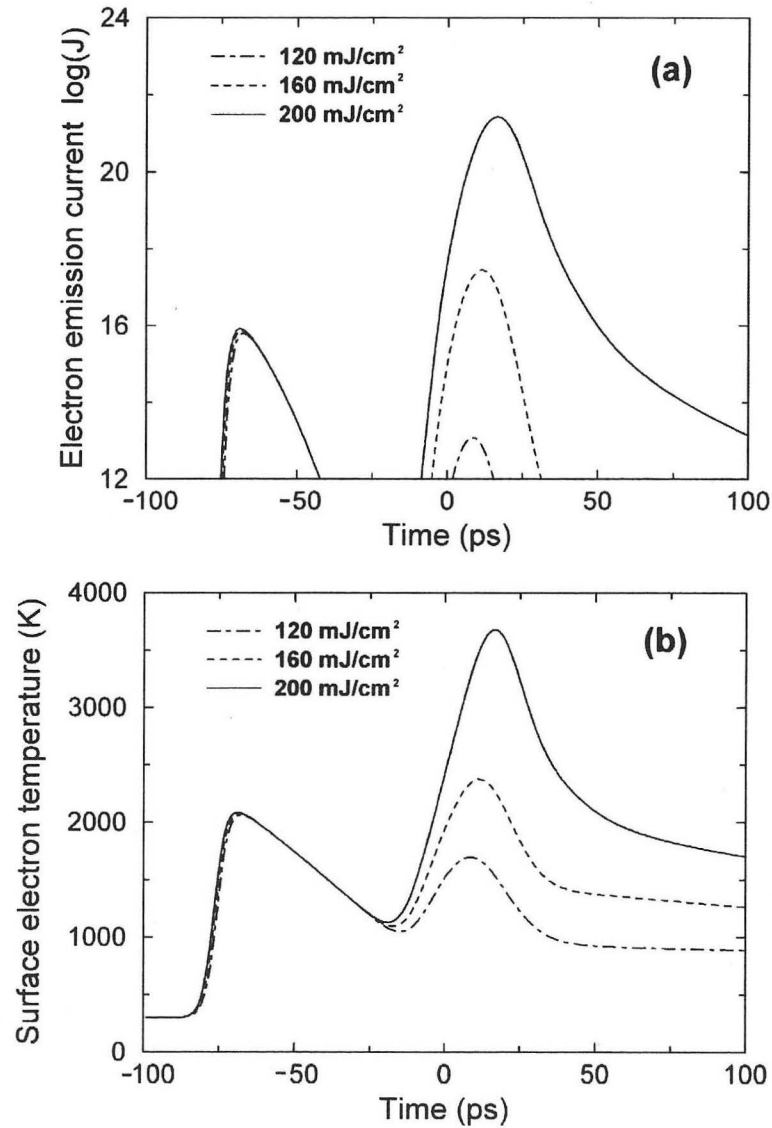 24
20
16
12
Electron emission current log(J)
120 mJ/cm²
160 mJ/cm²
200 mJ/cm²
(a)
−100
−50
0
50
100
Time (ps)
4000
3000
2000
1000
0
Surface electron temperature (K)
120 mJ/cm²
160 mJ/cm²
200 mJ/cm²
(b)
−100
−50
0
50
100
Time (ps)